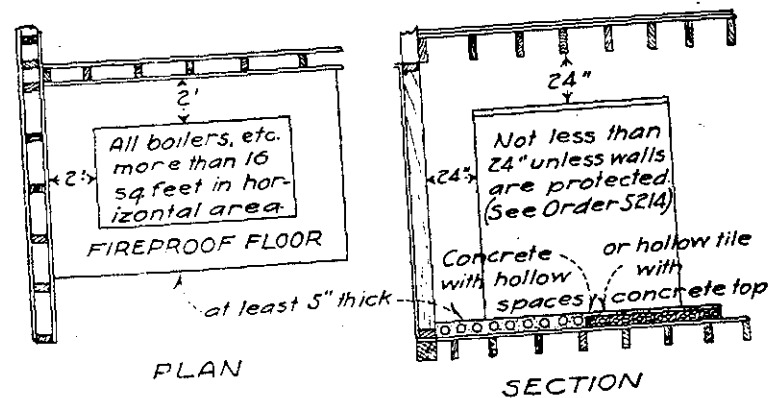 2'
All boilers, etc.
more than 16
sq feet in hor-
izontal area.
2'
FIREPROOF FLOOR
at least 5" thick
PLAN
24"
Not less than
24" unless walls
are protected.
(See Order 5214)
24"
Concrete
with hollow
spaces
or hollow tile
with
concrete top
SECTION